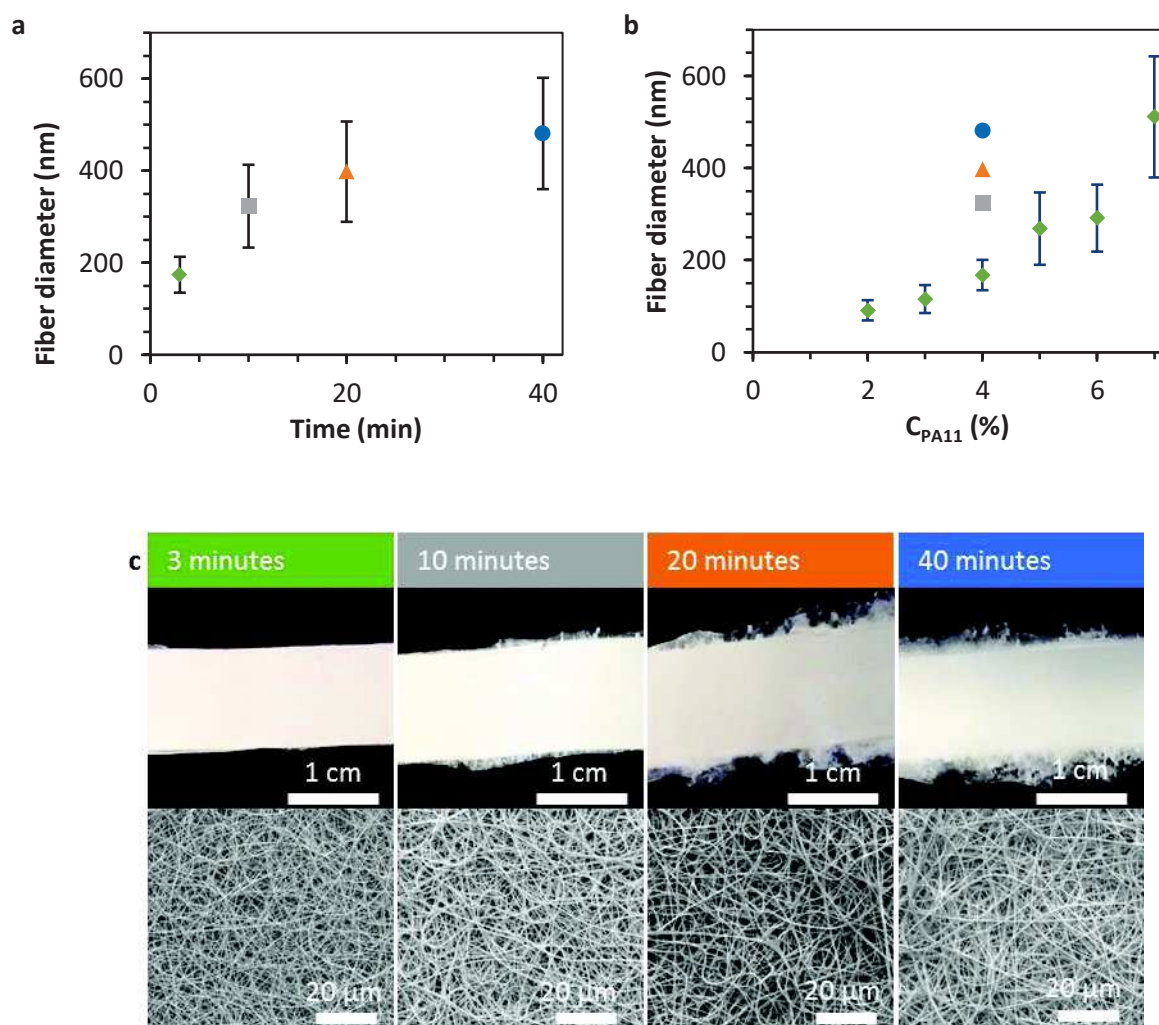 a
Fiber diameter (nm)
600
400
200
0
0
20
40
Time (min)
b
Fiber diameter (nm)
600
400
200
0
0
2
4
6
C_PA11 (%)
c
3 minutes
10 minutes
20 minutes
40 minutes
1 cm
1 cm
1 cm
1 cm
20 µm
20 µm
20 µm
20 µm